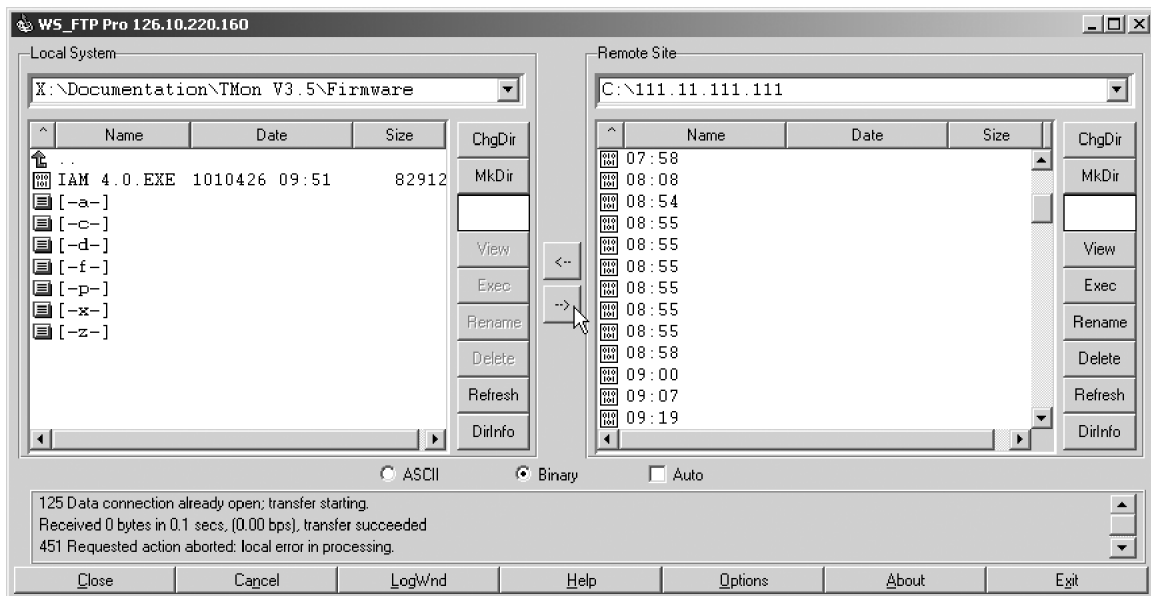 WS_FTP Pro 126.10.220.160
Local System
X:\Documentation\TMon V3.5\Firmware
^ Name Date Size
..
IAM 4.0.EXE 1010426 09:51 82912
[-a-]
[-c-]
[-d-]
[-f-]
[-p-]
[-x-]
[-z-]
ChgDir
MkDir
View
Exec
Rename
Delete
Refresh
DirInfo
<--
-->
Remote Site
C:\111.11.111.111
^ Name Date Size
07:58
08:08
08:54
08:55
08:55
08:55
08:55
08:55
08:55
08:58
09:00
09:07
09:19
ChgDir
MkDir
View
Exec
Rename
Delete
Refresh
DirInfo
ASCII Binary Auto
125 Data connection already open; transfer starting.
Received 0 bytes in 0.1 secs, (0.00 bps), transfer succeeded
451 Requested action aborted: local error in processing.
Close Cancel LogWnd Help Options About Exit